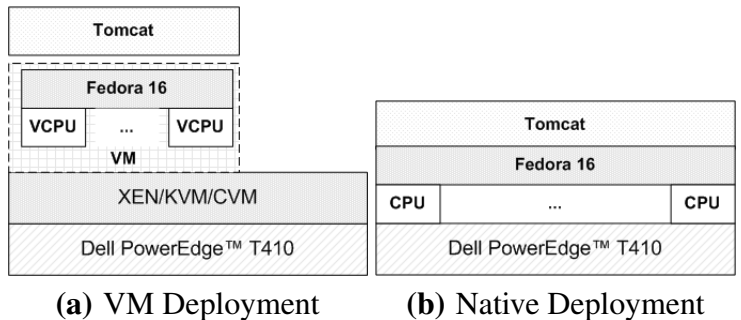 Tomcat
Fedora 16
VCPU ... VCPU
VM
XEN/KVM/CVM
Dell PowerEdge™ T410
(a) VM Deployment
Tomcat
Fedora 16
CPU ... CPU
Dell PowerEdge™ T410
(b) Native Deployment